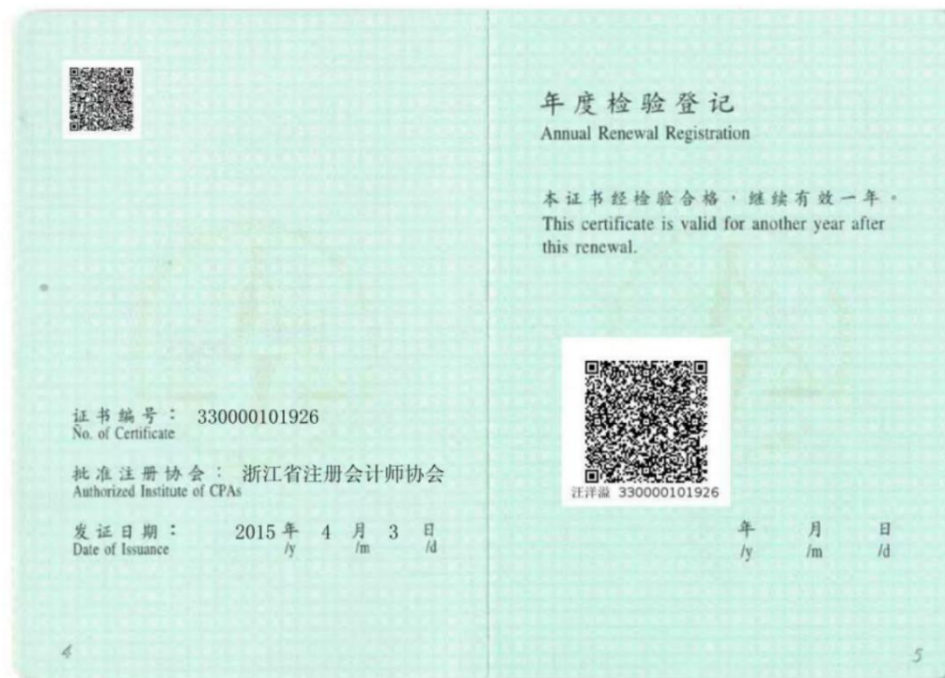 证书编号： 330000101926
No. of Certificate
批准注册协会：浙江省注册会计师协会
Authorized Institute of CPAs
发证日期： 2015 年 4 月 3 日
Date of Issuance /y /m /d
4
年度检验登记
Annual Renewal Registration
本证书经检验合格，继续有效一年。
This certificate is valid for another year after
this renewal.
汪洋溢 330000101926
年 月 日
/y /m /d
5